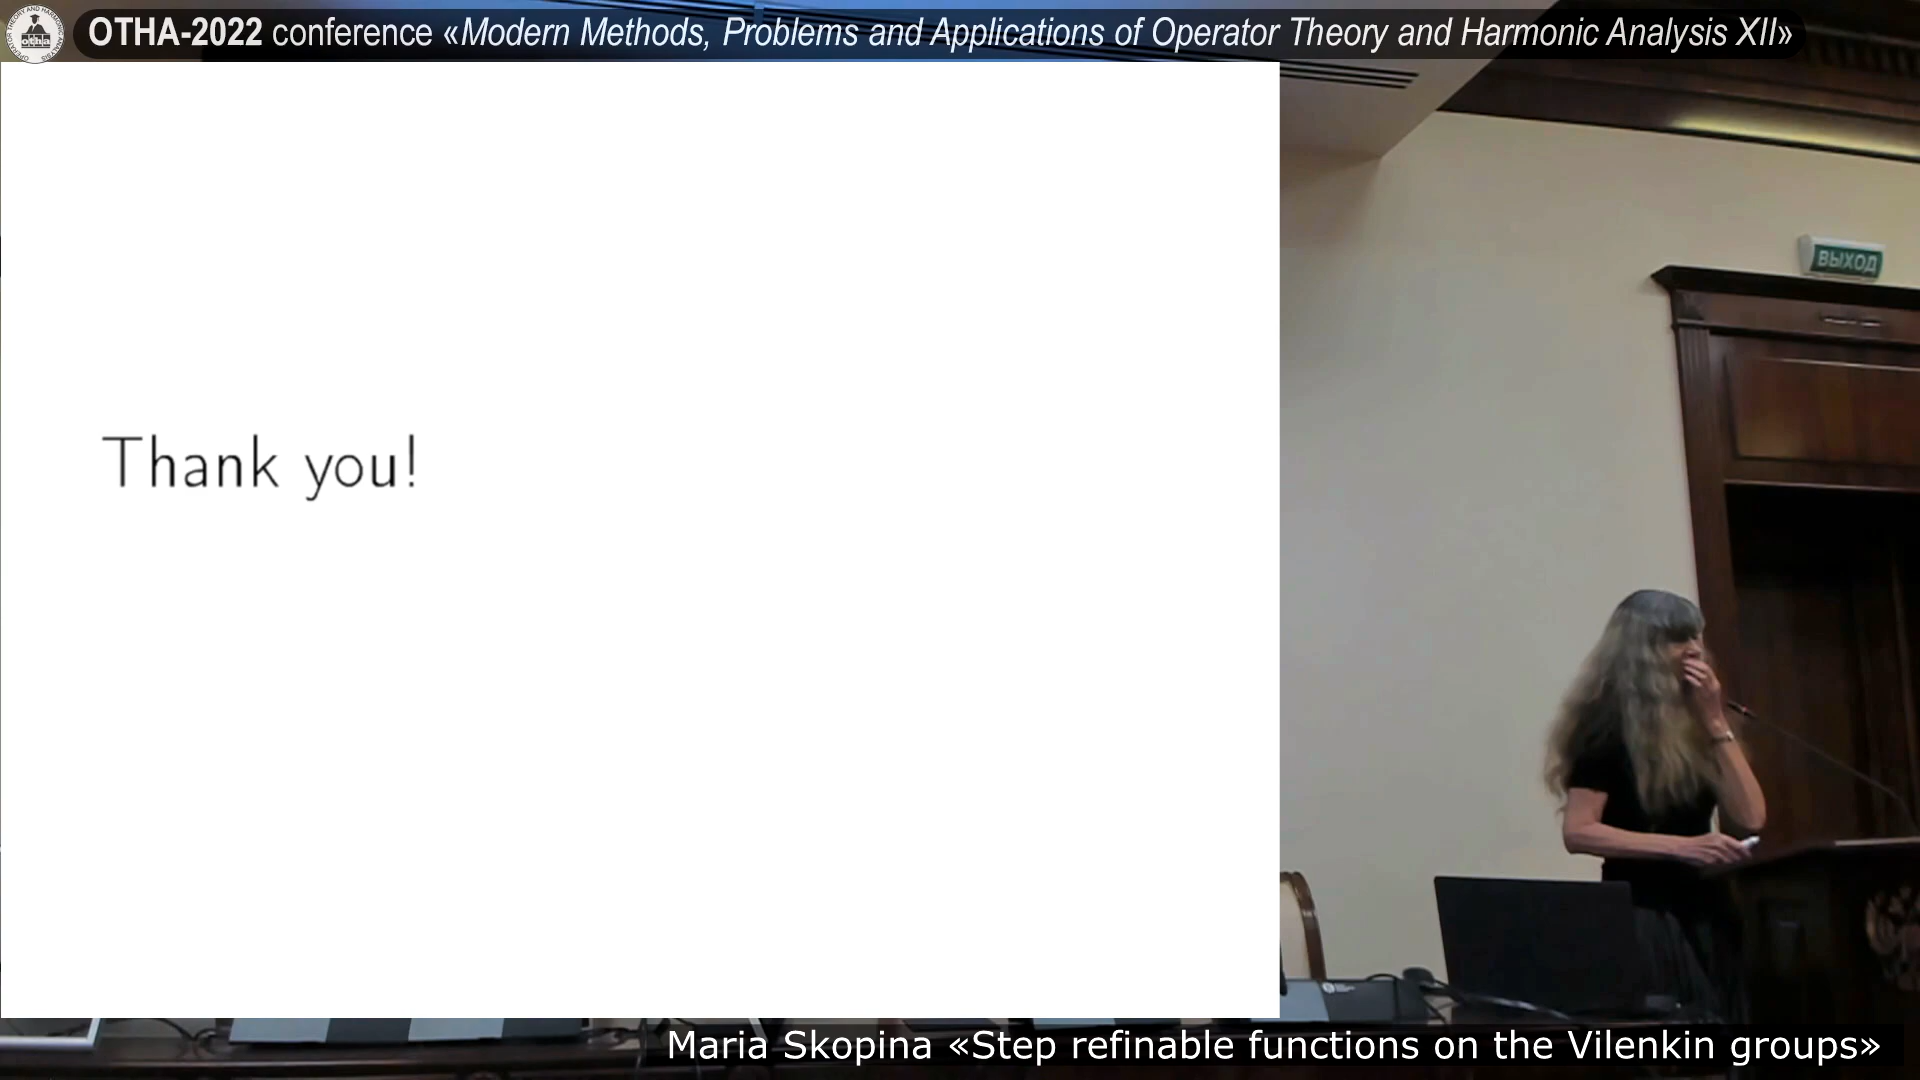 OTHA-2022 conference «Modern Methods, Problems and Applications of Operator Theory and Harmonic Analysis XII»
ВЫХОД
Thank you!
Maria Skopina «Step refinable functions on the Vilenkin groups»